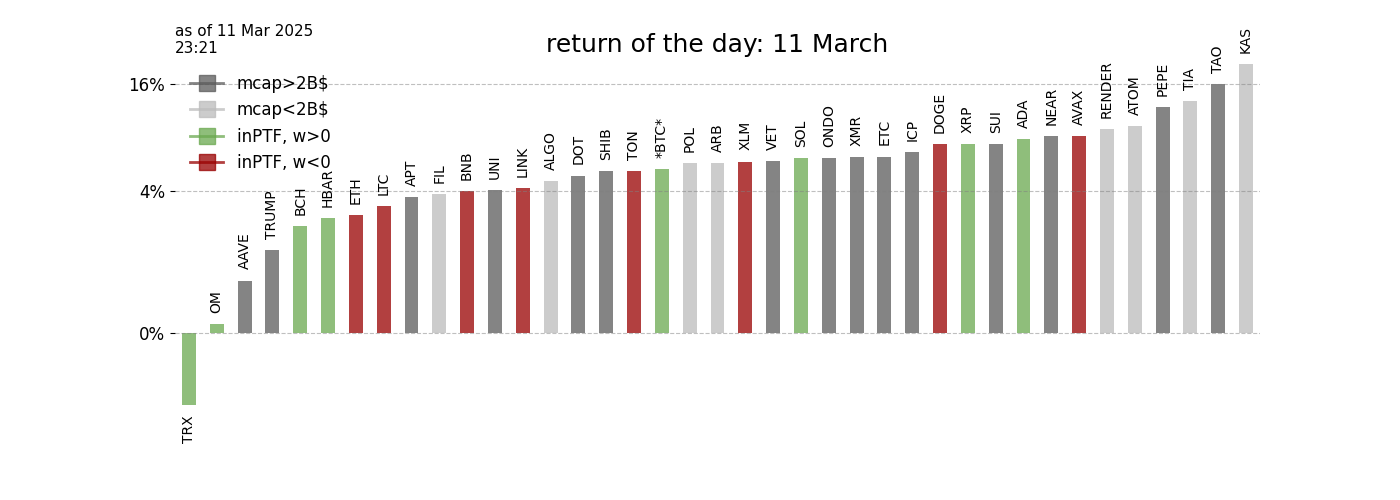 as of 11 Mar 2025
23:21
return of the day: 11 March
mcap>2B$
mcap<2B$
inPTF, w>0
inPTF, w<0
16%
4%
0%
TRX
OM
AAVE
TRUMP
BCH
HBAR
ETH
LTC
APT
FIL
BNB
UNI
LINK
ALGO
DOT
SHIB
TON
*BTC*
POL
ARB
XLM
VET
SOL
ONDO
XMR
ETC
ICP
DOGE
XRP
SUI
ADA
NEAR
AVAX
RENDER
ATOM
PEPE
TIA
TAO
KAS